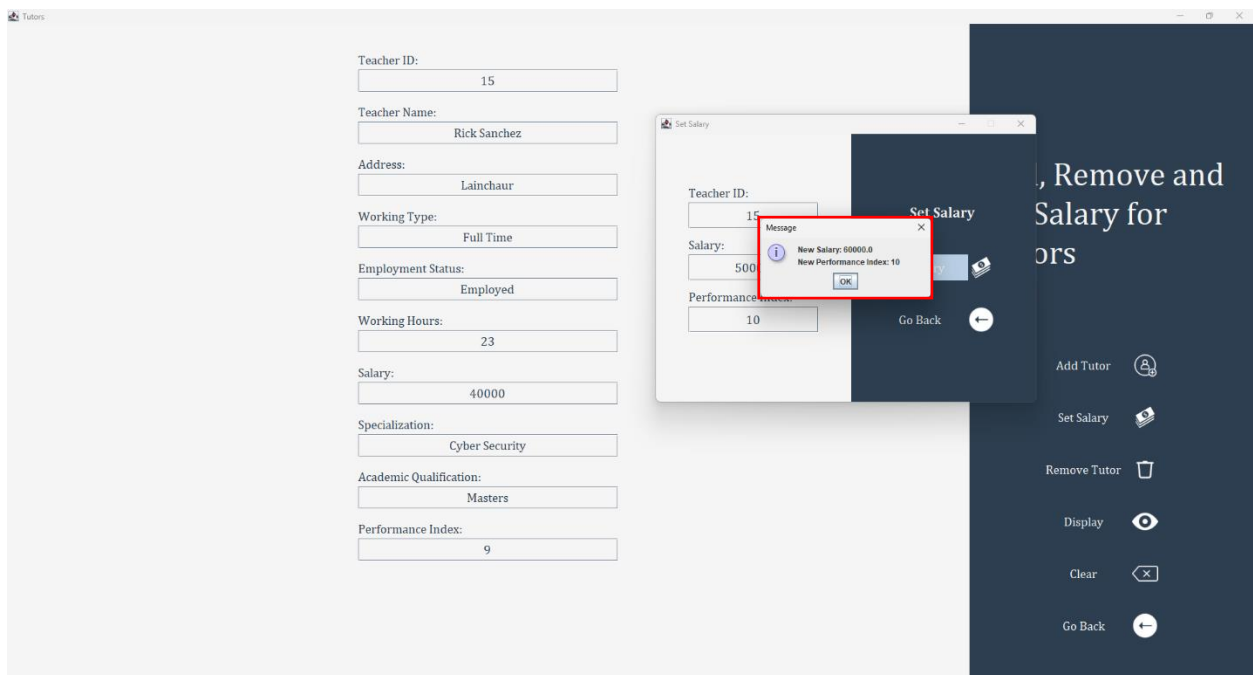 Tutors
Teacher ID:
15
Teacher Name:
Rick Sanchez
Address:
Lainchaur
Working Type:
Full Time
Employment Status:
Employed
Working Hours:
23
Salary:
40000
Specialization:
Cyber Security
Academic Qualification:
Masters
Performance Index:
9
Set Salary
Teacher ID:
15
Salary:
Performance
10
Set Salary
Go Back
Message
New Salary: 60000.0
New Performance Index: 10
OK
, Remove and
Salary for
Add Tutor
Set Salary
Remove Tutor
Display
Clear
Go Back